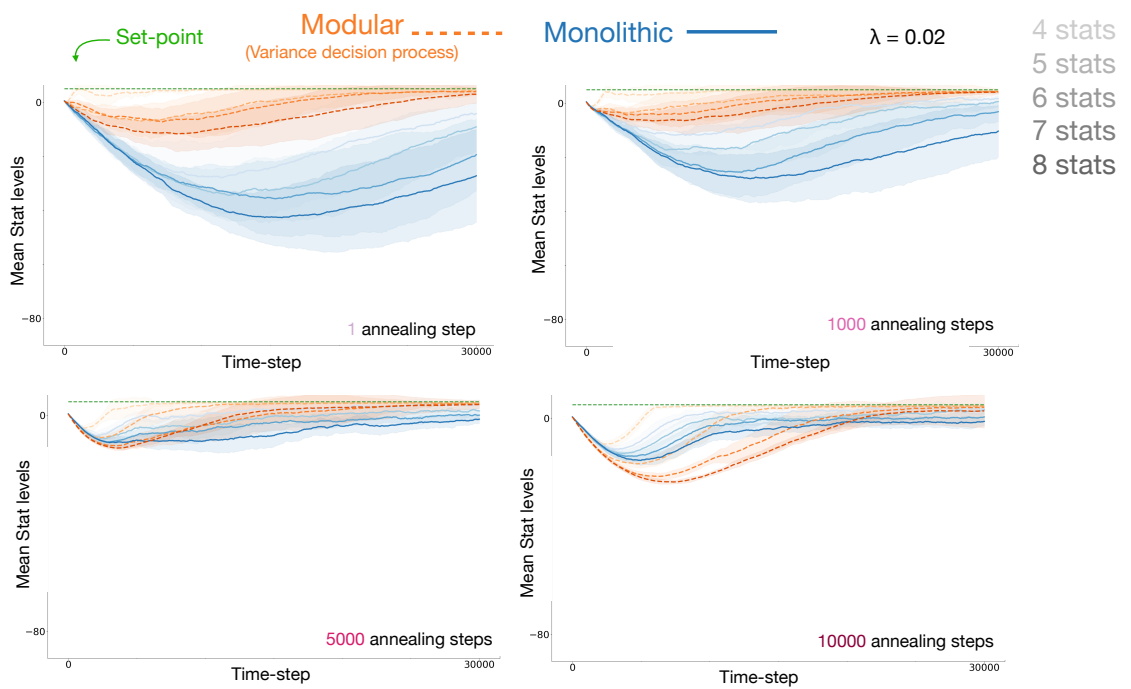 Set-point
Modular
(Variance decision process)
Monolithic
λ = 0.02
4 stats
5 stats
6 stats
7 stats
8 stats
Mean Stat levels
0
−80
1 annealing step
0
30000
Time-step
Mean Stat levels
0
−80
1000 annealing steps
0
30000
Time-step
Mean Stat levels
0
−80
5000 annealing steps
0
30000
Time-step
Mean Stat levels
0
−80
10000 annealing steps
0
30000
Time-step